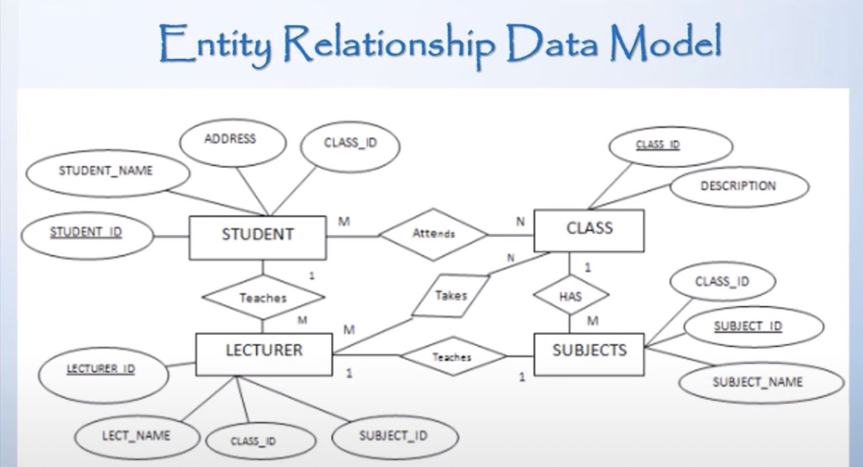 Entity Relationship Data Model
ADDRESS
CLASS_ID
CLASS_ID
STUDENT_NAME
DESCRIPTION
STUDENT_ID
STUDENT
M
Attends
N
CLASS
N
1
1
CLASS_ID
Teaches
Takes
HAS
M
M
M
SUBJECT_ID
LECTURER
Teaches
SUBJECTS
LECTURER_ID
1
1
SUBJECT_NAME
LECT_NAME
CLASS_ID
SUBJECT_ID